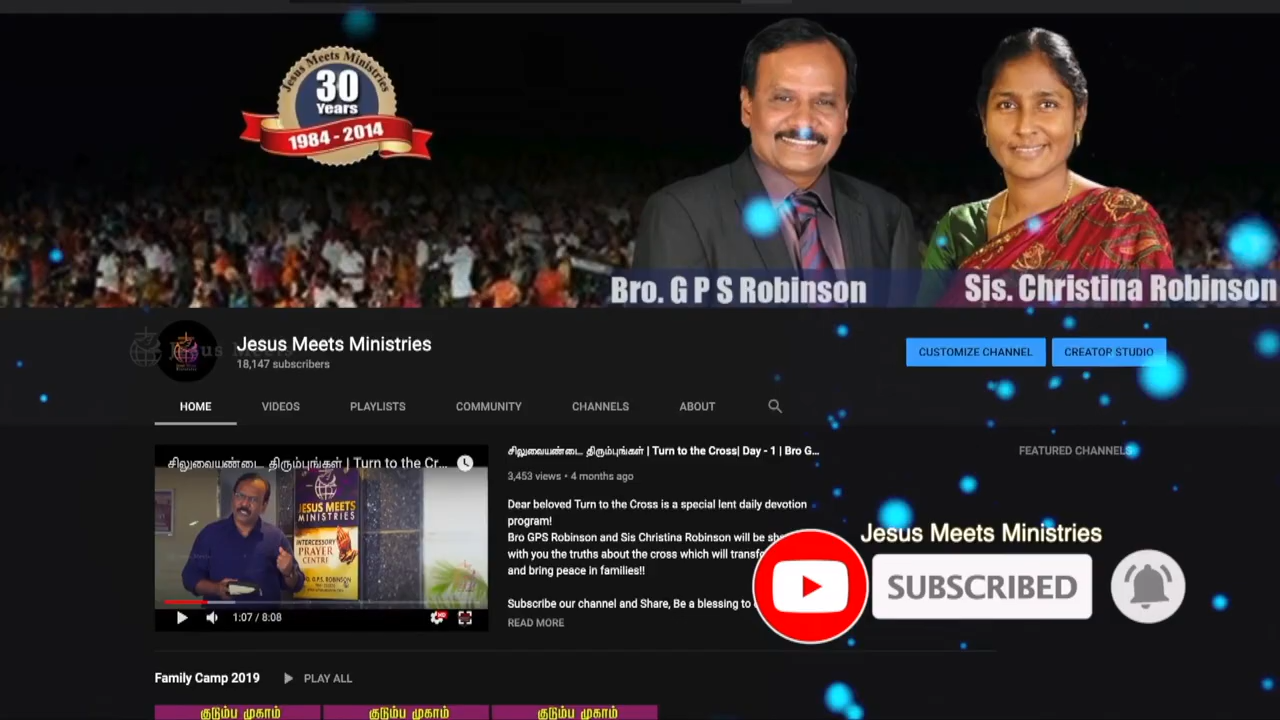 Jesus Meets Ministries
30
Years
1984 - 2014
Bro. G P S Robinson
Sis. Christina Robinson
Jesus Meets Ministries
18,147 subscribers
CUSTOMIZE CHANNEL
CREATOR STUDIO
HOME
VIDEOS
PLAYLISTS
COMMUNITY
CHANNELS
ABOUT
சிலுவையண்டை திரும்புங்கள் | Turn to the Cr...
JESUS MEETS
MINISTRIES
INTERCESSORY
PRAYER
CENTRE
G.P.S. ROBINSON
1:07 / 8:08
சிலுவையண்டை திரும்புங்கள் | Turn to the Cross| Day - 1 | Bro G...
3,453 views • 4 months ago
Dear beloved Turn to the Cross is a special lent daily devotion
program!
Bro GPS Robinson and Sis Christina Robinson will be
with you the truths about the cross which will
and bring peace in families!!
Subscribe our channel and Share, Be a blessing to
READ MORE
FEATURED CHANNELS
Jesus Meets Ministries
SUBSCRIBED
Family Camp 2019
PLAY ALL
குடும்ப முகாம்
குடும்ப முகாம்
குடும்ப முகாம்